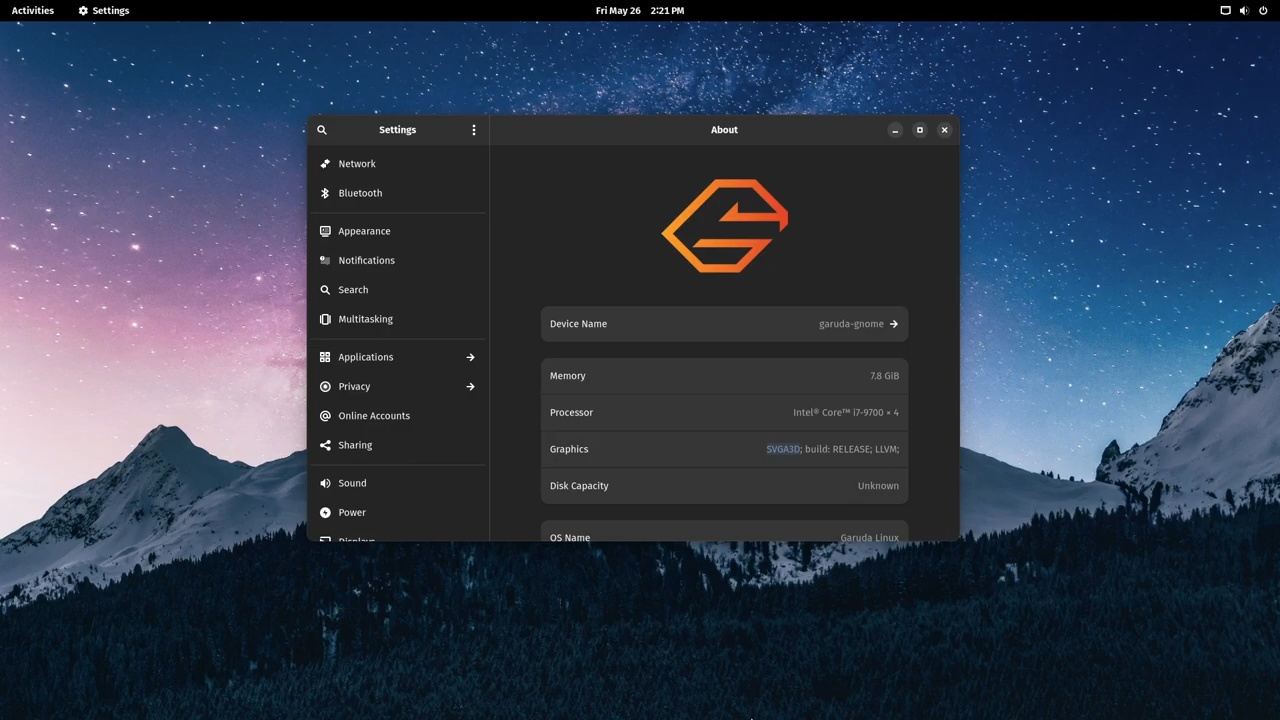 Activities Settings Fri May 26 2:21 PM
Settings About
Network
Bluetooth
Appearance
Notifications
Search
Multitasking
Applications
Privacy
Online Accounts
Sharing
Sound
Power
Displays
Device Name garuda-gnome
Memory 7.8 GiB
Processor Intel® Core™ i7-9700 × 4
Graphics SVGA3D; build: RELEASE; LLVM;
Disk Capacity Unknown
OS Name Garuda Linux